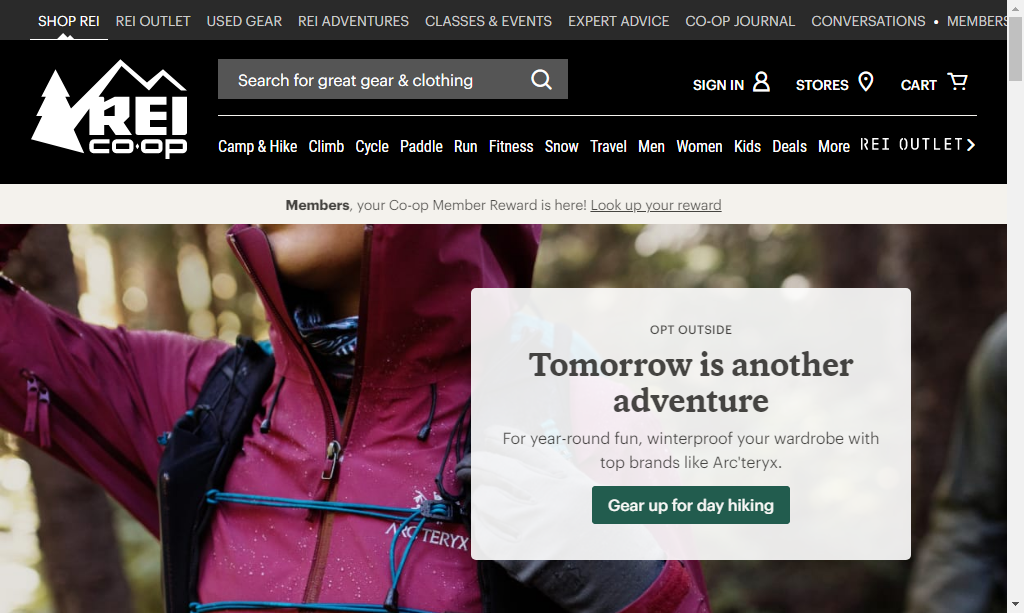 SHOP REI REI OUTLET USED GEAR REI ADVENTURES CLASSES & EVENTS EXPERT ADVICE CO-OP JOURNAL CONVERSATIONS • MEMBERS
REI
CO·OP
Search for great gear & clothing
SIGN IN STORES CART
Camp & Hike Climb Cycle Paddle Run Fitness Snow Travel Men Women Kids Deals More REI OUTLET
Members, your Co-op Member Reward is here! Look up your reward
OPT OUTSIDE
Tomorrow is another
adventure
For year-round fun, winterproof your wardrobe with
top brands like Arc'teryx.
Gear up for day hiking
ARC'TERYX